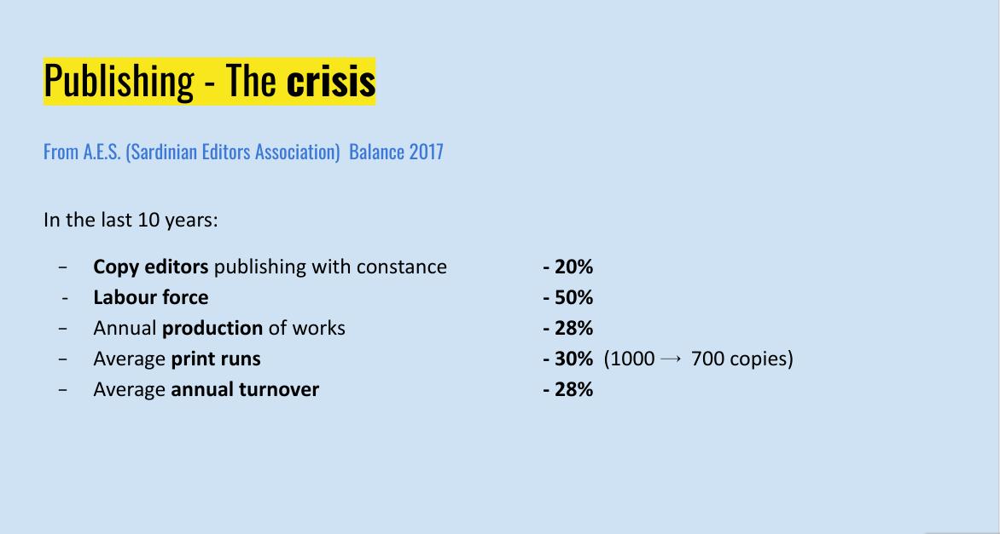 Publishing - The crisis
From A.E.S. (Sardinian Editors Association) Balance 2017
In the last 10 years:
– Copy editors publishing with constance - 20%
- Labour force - 50%
– Annual production of works - 28%
– Average print runs - 30% (1000 → 700 copies)
– Average annual turnover - 28%